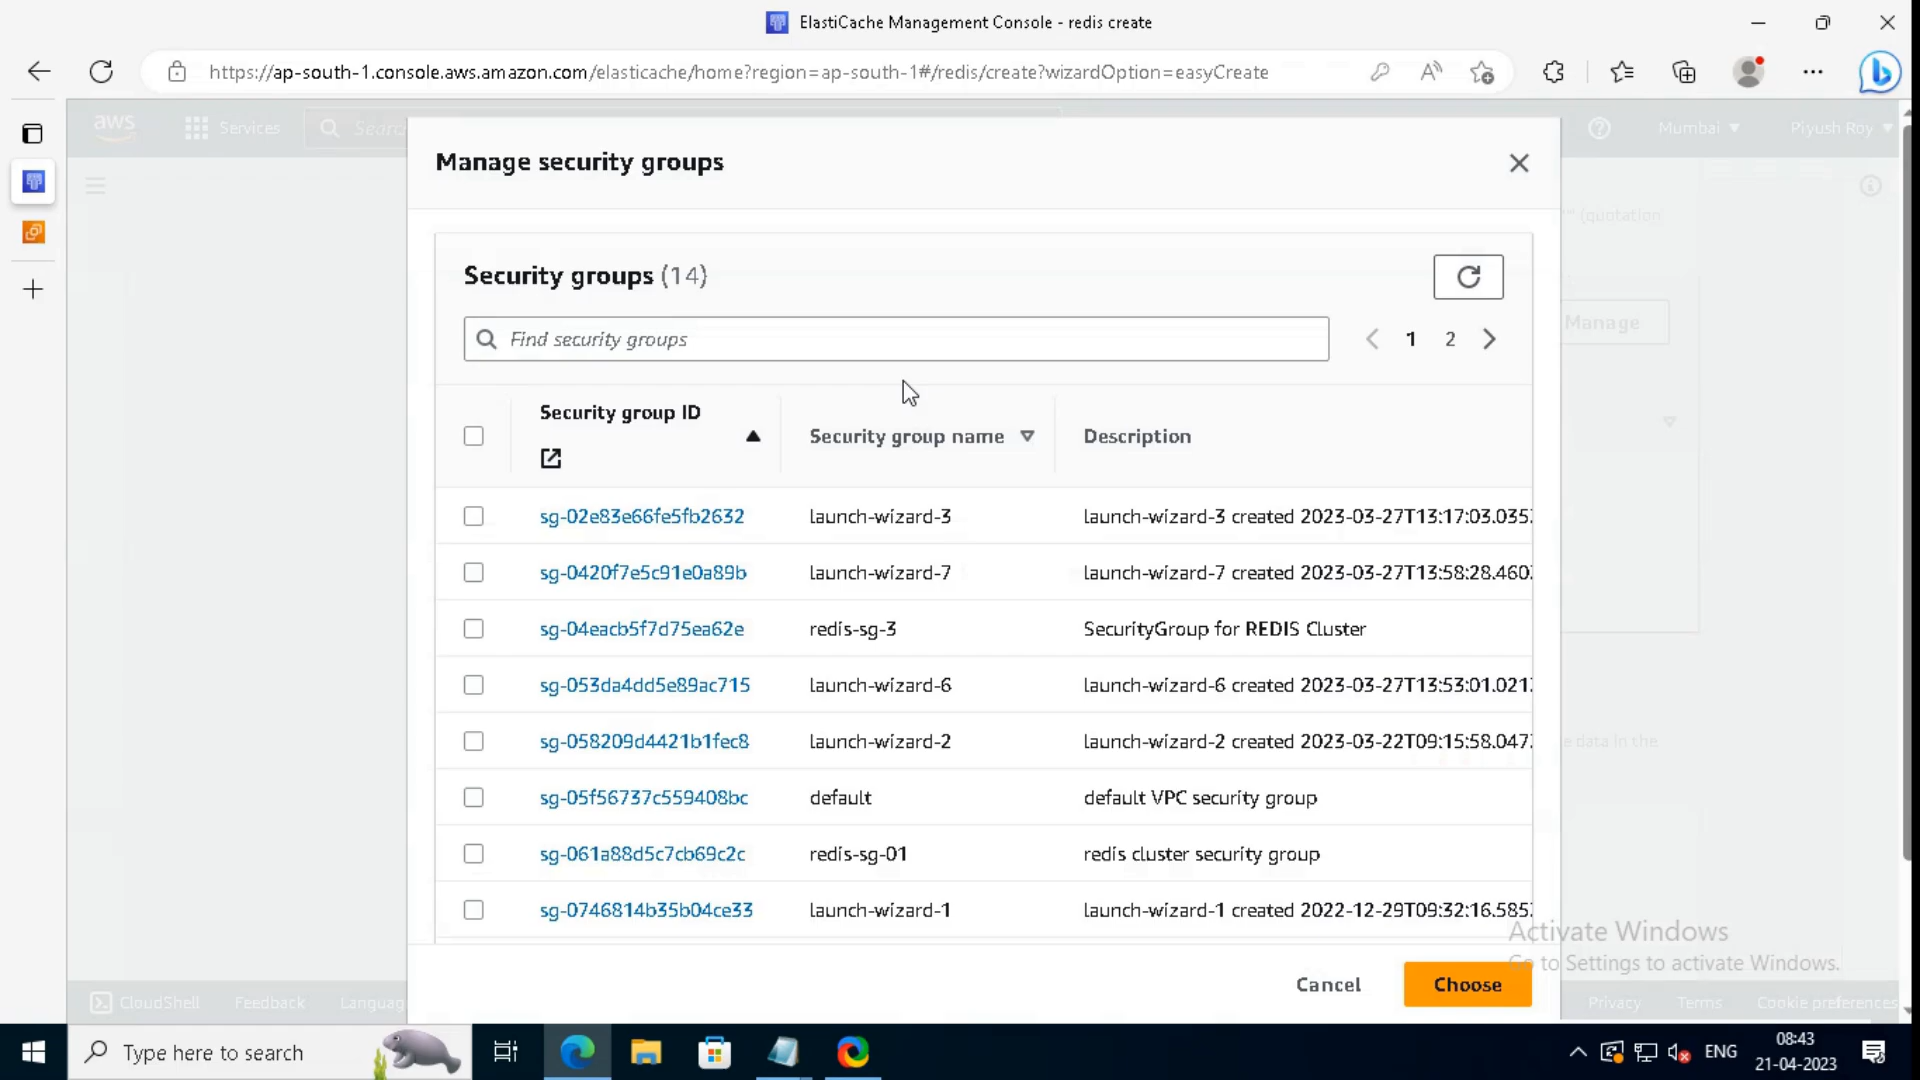 ElastiCache Management Console - redis create
https://ap-south-1.console.aws.amazon.com/elasticache/home?region=ap-south-1#/redis/create?wizardOption=easyCreate
aws
Services
Mumbai
Piyush Roy
Manage security groups
(quotation
Security groups (14)
Manage
Find security groups
1
2
Security group ID
Security group name
Description
sg-02e83e66fe5fb2632
launch-wizard-3
launch-wizard-3 created 2023-03-27T13:17:03.035
sg-0420f7e5c91e0a89b
launch-wizard-7
launch-wizard-7 created 2023-03-27T13:58:28.460
sg-04eacb5f7d75ea62e
redis-sg-3
SecurityGroup for REDIS Cluster
sg-053da4dd5e89ac715
launch-wizard-6
launch-wizard-6 created 2023-03-27T13:53:01.021
sg-058209d4421b1fec8
launch-wizard-2
launch-wizard-2 created 2023-03-22T09:15:58.047
data in the
sg-05f56737c559408bc
default
default VPC security group
sg-061a88d5c7cb69c2c
redis-sg-01
redis cluster security group
sg-0746814b35b04ce33
launch-wizard-1
launch-wizard-1 created 2022-12-29T09:32:16.585
Activate Windows
Go to Settings to activate Windows.
Cancel
Choose
CloudShell
Feedback
Languag
Privacy
Terms
Cookie preferences
Type here to search
ENG
08:43
21-04-2023